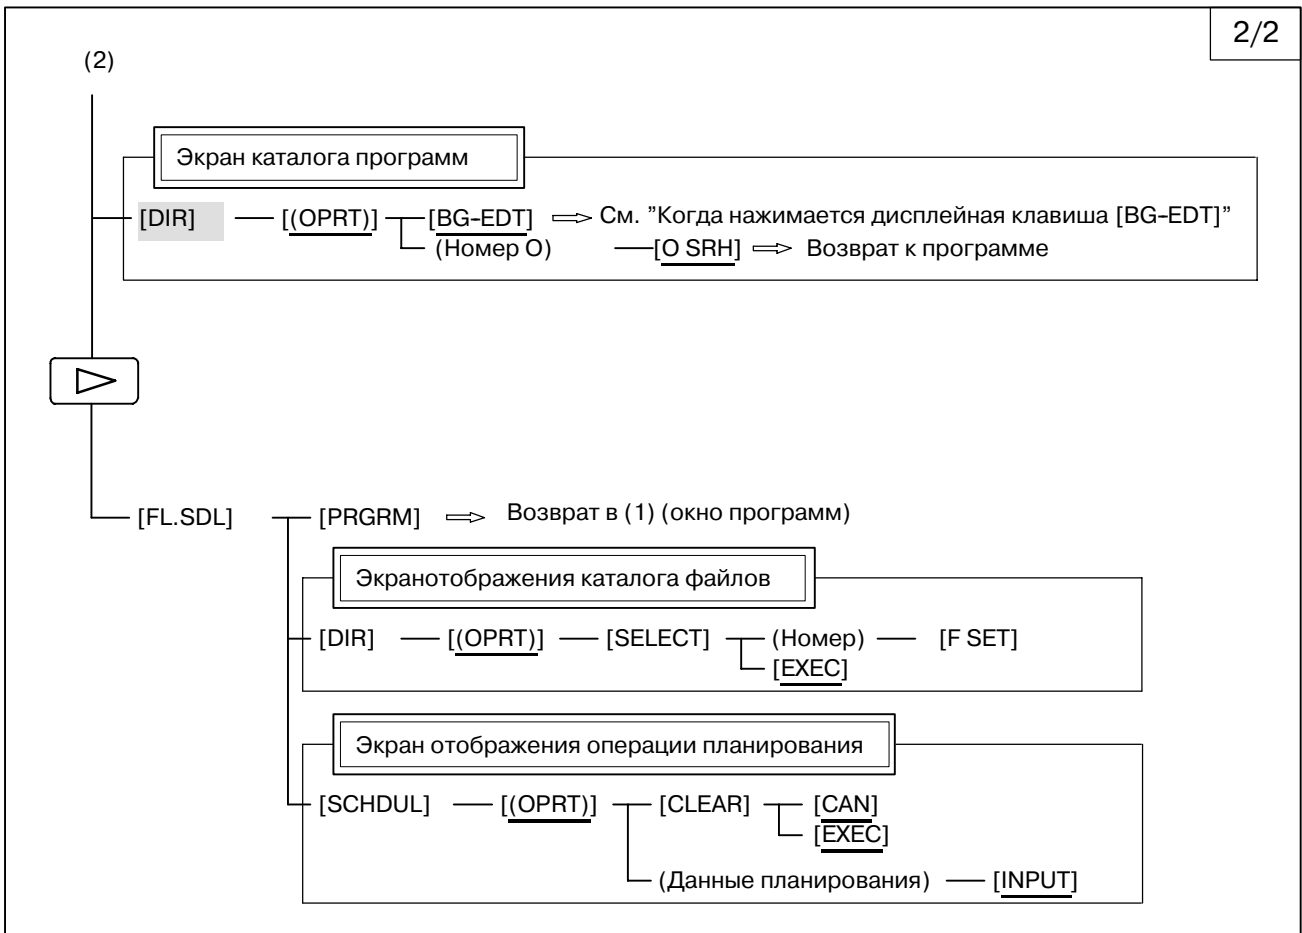 2/2
(2)
Экран каталога программ
[DIR] [(OPRT)] [BG-EDT] См. ”Когда нажимается дисплейная клавиша [BG-EDT]”
(Номер O) [O SRH] Возврат к программе
[FL.SDL] [PRGRM] Возврат в (1) (окно программ)
Экранотображения каталога файлов
[DIR] [(OPRT)] [SELECT] (Номер) [F SET]
[EXEC]
Экран отображения операции планирования
[SCHDUL] [(OPRT)] [CLEAR] [CAN]
[EXEC]
(Данные планирования) [INPUT]